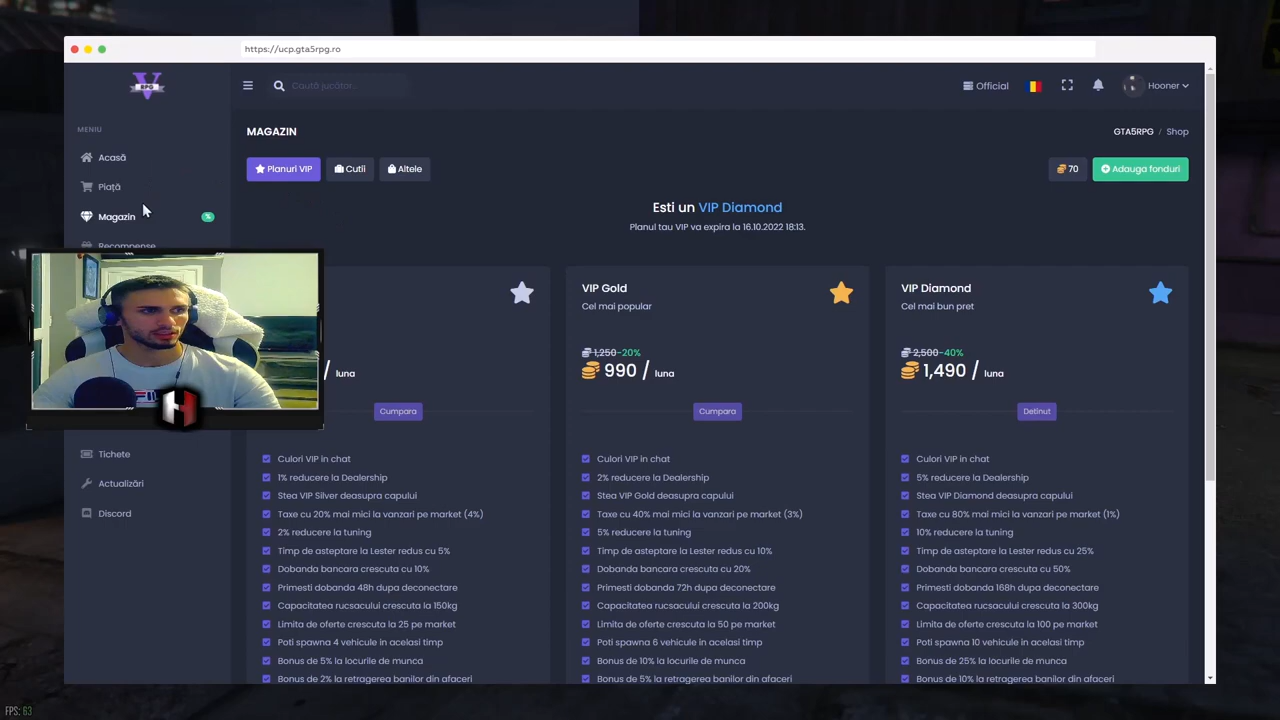 https://ucp.gta5rpg.ro
V
RPG
Caută jucător...
Official
Hooner
MENIU
Acasă
Piață
Magazin
%
Recompense
Tichete
Actualizări
Discord
MAGAZIN
GTA5RPG / Shop
Planuri VIP
Cutii
Altele
70
Adauga fonduri
Esti un VIP Diamond
Planul tau VIP va expira la 16.10.2022 18:13.
/ luna
Cumpara
Culori VIP in chat
1% reducere la Dealership
Stea VIP Silver deasupra capului
Taxe cu 20% mai mici la vanzari pe market (4%)
2% reducere la tuning
Timp de asteptare la Lester redus cu 5%
Dobanda bancara crescuta cu 10%
Primesti dobanda 48h dupa deconectare
Capacitatea rucsacului crescuta la 150kg
Limita de oferte crescuta la 25 pe market
Poti spawna 4 vehicule in acelasi timp
Bonus de 5% la locurile de munca
Bonus de 2% la retragerea banilor din afaceri
VIP Gold
Cel mai popular
1,250 -20%
990 / luna
Cumpara
Culori VIP in chat
2% reducere la Dealership
Stea VIP Gold deasupra capului
Taxe cu 40% mai mici la vanzari pe market (3%)
5% reducere la tuning
Timp de asteptare la Lester redus cu 10%
Dobanda bancara crescuta cu 20%
Primesti dobanda 72h dupa deconectare
Capacitatea rucsacului crescuta la 200kg
Limita de oferte crescuta la 50 pe market
Poti spawna 6 vehicule in acelasi timp
Bonus de 10% la locurile de munca
Bonus de 5% la retragerea banilor din afaceri
VIP Diamond
Cel mai bun pret
2,500 -40%
1,490 / luna
Detinut
Culori VIP in chat
5% reducere la Dealership
Stea VIP Diamond deasupra capului
Taxe cu 80% mai mici la vanzari pe market (1%)
10% reducere la tuning
Timp de asteptare la Lester redus cu 25%
Dobanda bancara crescuta cu 50%
Primesti dobanda 168h dupa deconectare
Capacitatea rucsacului crescuta la 300kg
Limita de oferte crescuta la 100 pe market
Poti spawna 10 vehicule in acelasi timp
Bonus de 25% la locurile de munca
Bonus de 10% la retragerea banilor din afaceri
H
FPS: 63